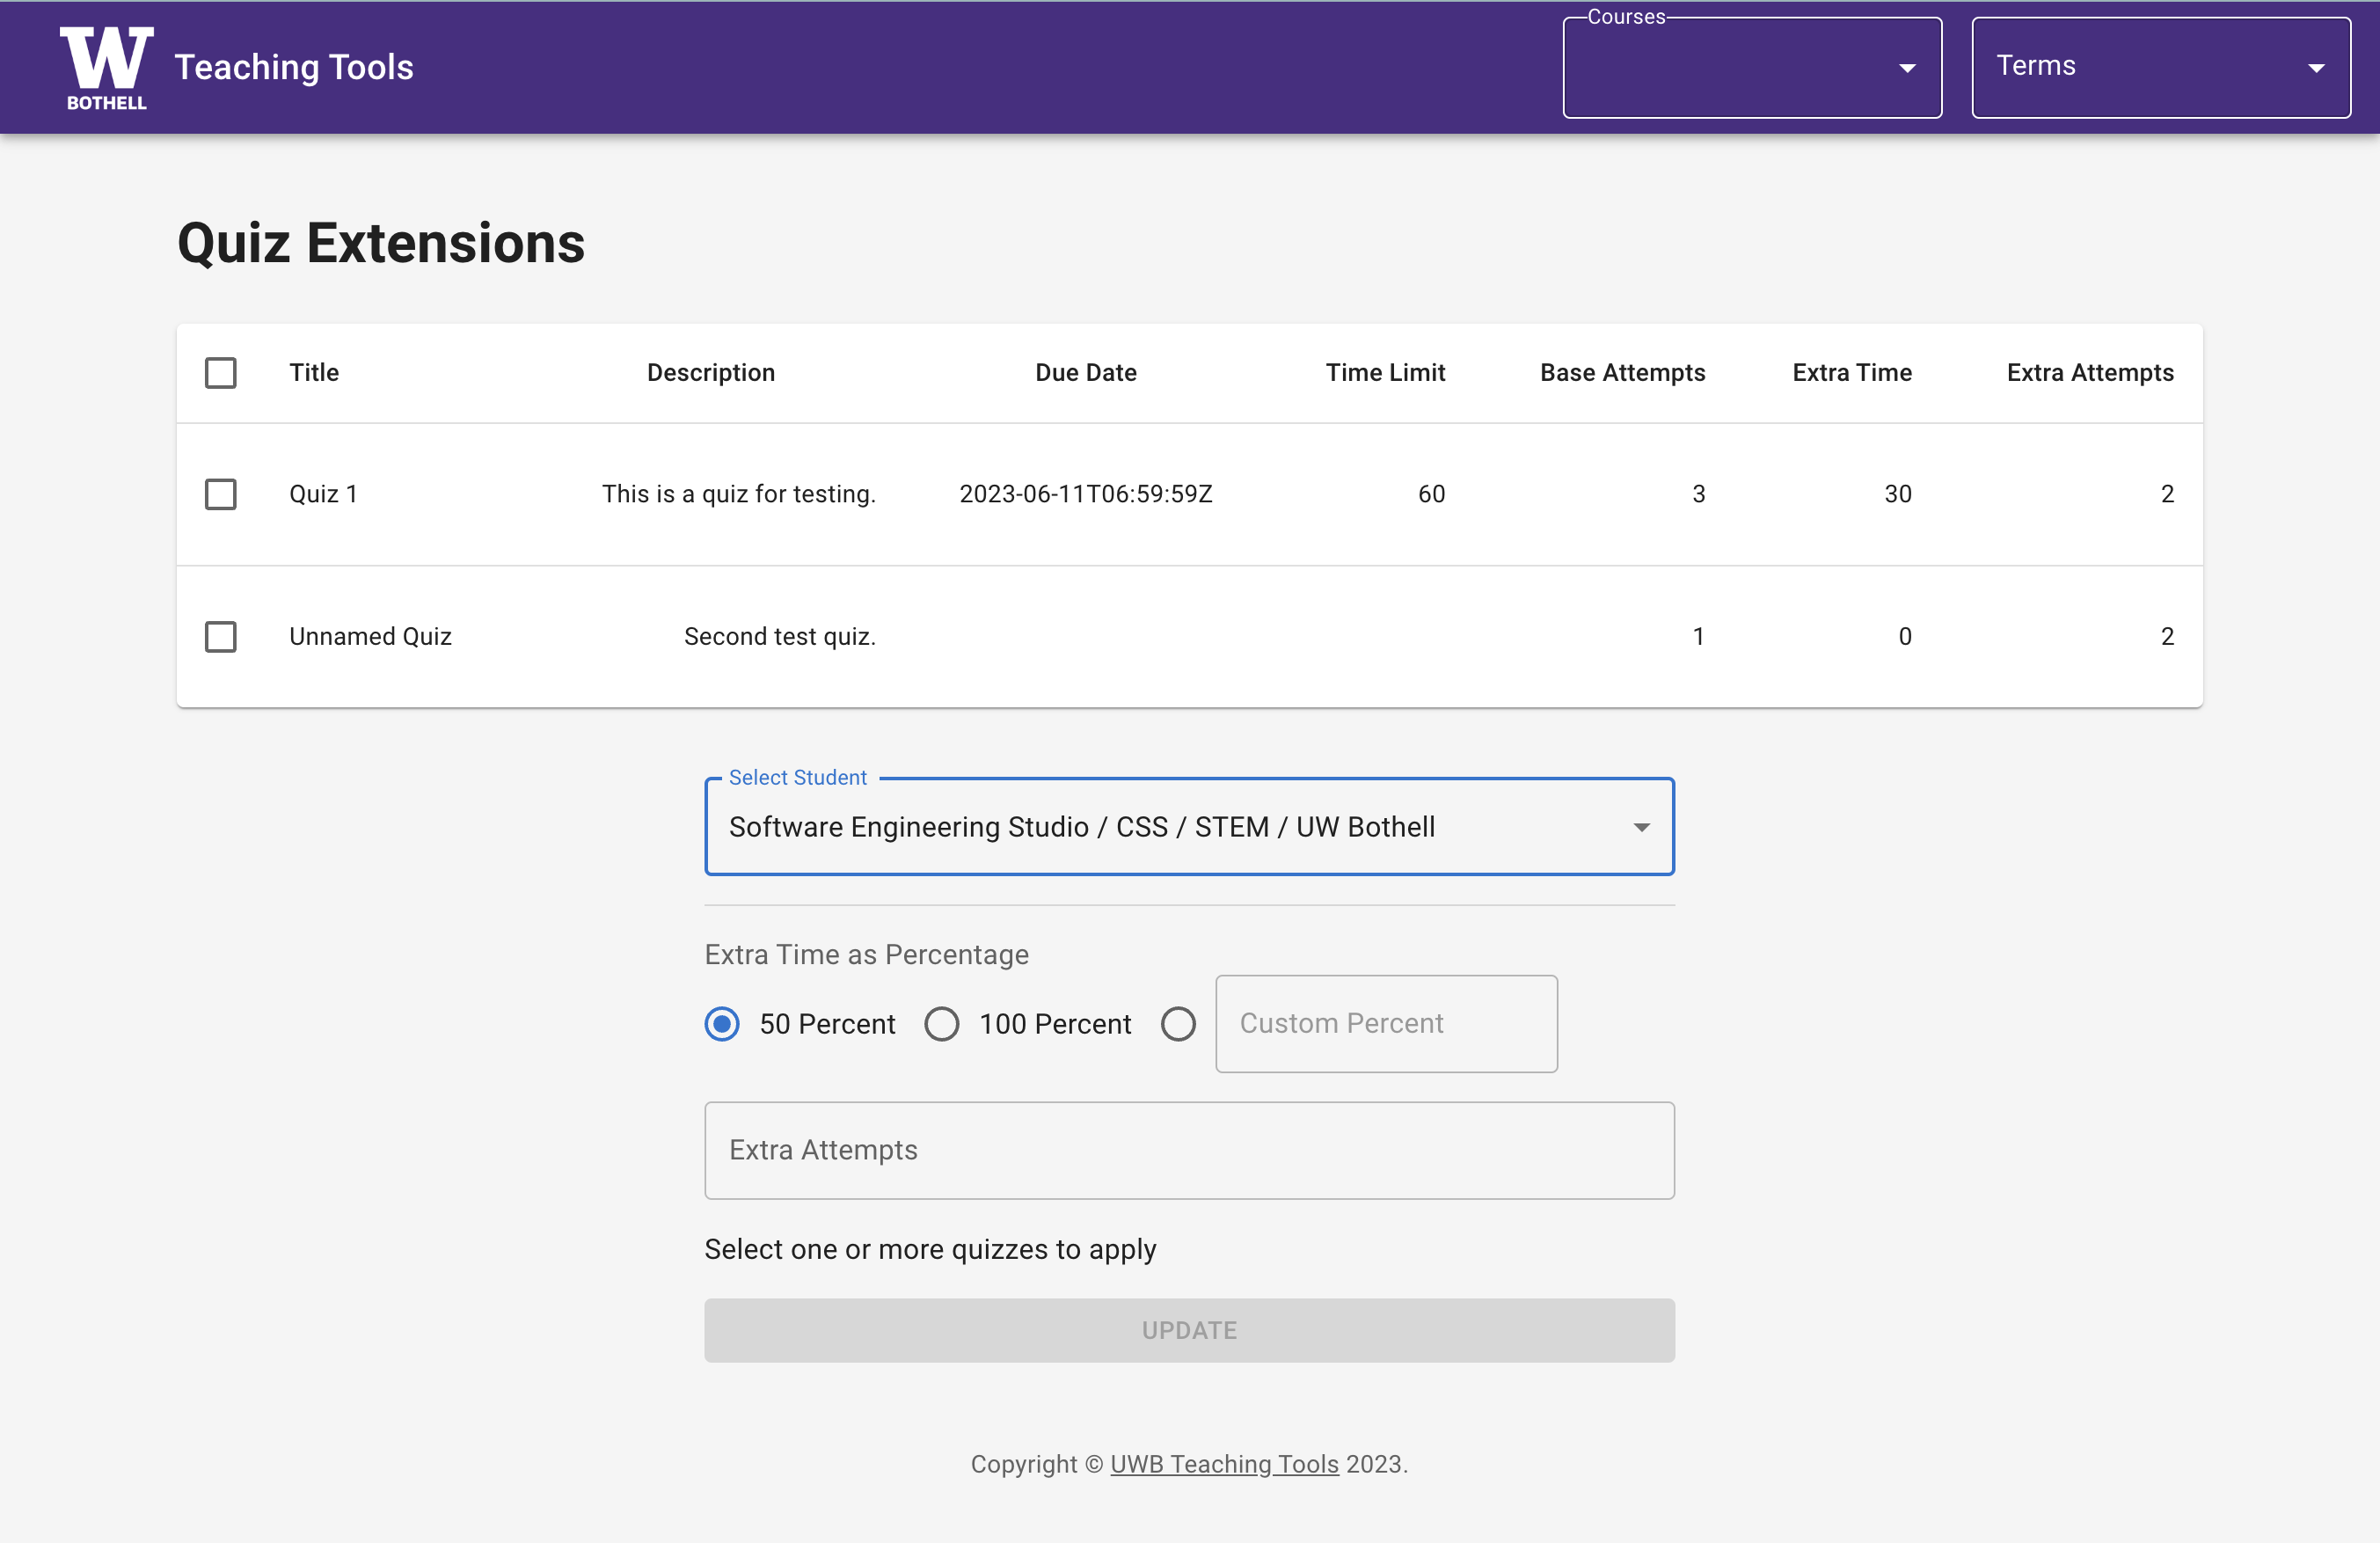 Courses
W
BOTHELL
Teaching Tools
Terms
Quiz Extensions
Title Description Due Date Time Limit Base Attempts Extra Time Extra Attempts
Quiz 1 This is a quiz for testing. 2023-06-11T06:59:59Z 60 3 30 2
Unnamed Quiz Second test quiz. 1 0 2
Select Student
Software Engineering Studio / CSS / STEM / UW Bothell
Extra Time as Percentage
50 Percent 100 Percent Custom Percent
Extra Attempts
Select one or more quizzes to apply
UPDATE
Copyright © UWB Teaching Tools 2023.